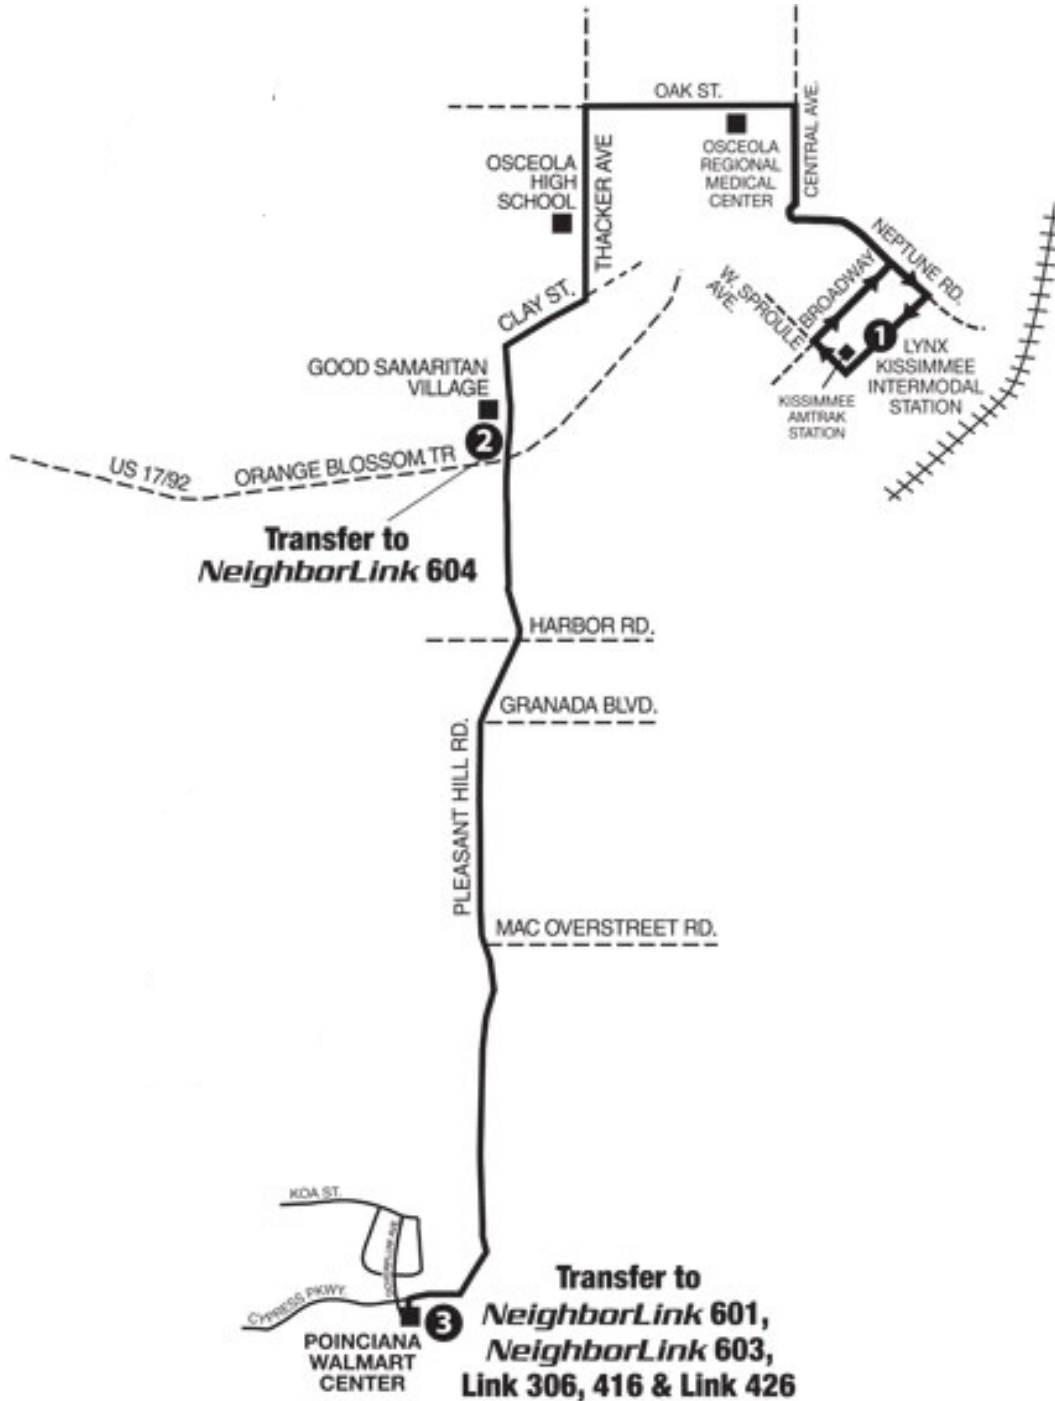 OAK ST.
CENTRAL AVE.
OSCEOLA
REGIONAL
MEDICAL
CENTER
OSCEOLA
HIGH
SCHOOL
THACKER AVE
NEPTUNE RD.
BROADWAY
W. SPROULE
AVE.
CLAY ST.
1
LYNX
KISSIMMEE
INTERMODAL
STATION
KISSIMMEE
AMTRAK
STATION
GOOD SAMARITAN
VILLAGE
2
US 17/92
ORANGE BLOSSOM TR
Transfer to
NeighborLink 604
HARBOR RD.
GRANADA BLVD.
PLEASANT HILL RD.
MAC OVERSTREET RD.
KOA ST.
CYPRESS PKWY.
3
POINCIANA
WALMART
CENTER
Transfer to
NeighborLink 601,
NeighborLink 603,
Link 306, 416 & Link 426